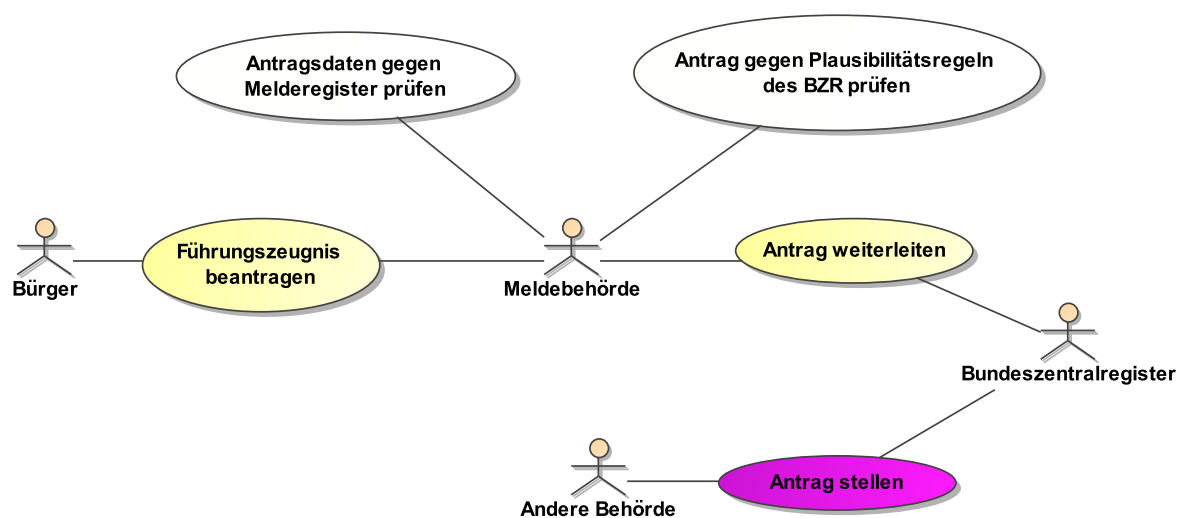 Antragsdaten gegen
Melderegister prüfen
Antrag gegen Plausibilitätsregeln
des BZR prüfen
Führungszeugnis
beantragen
Antrag weiterleiten
Bürger
Meldebehörde
Bundeszentralregister
Antrag stellen
Andere Behörde